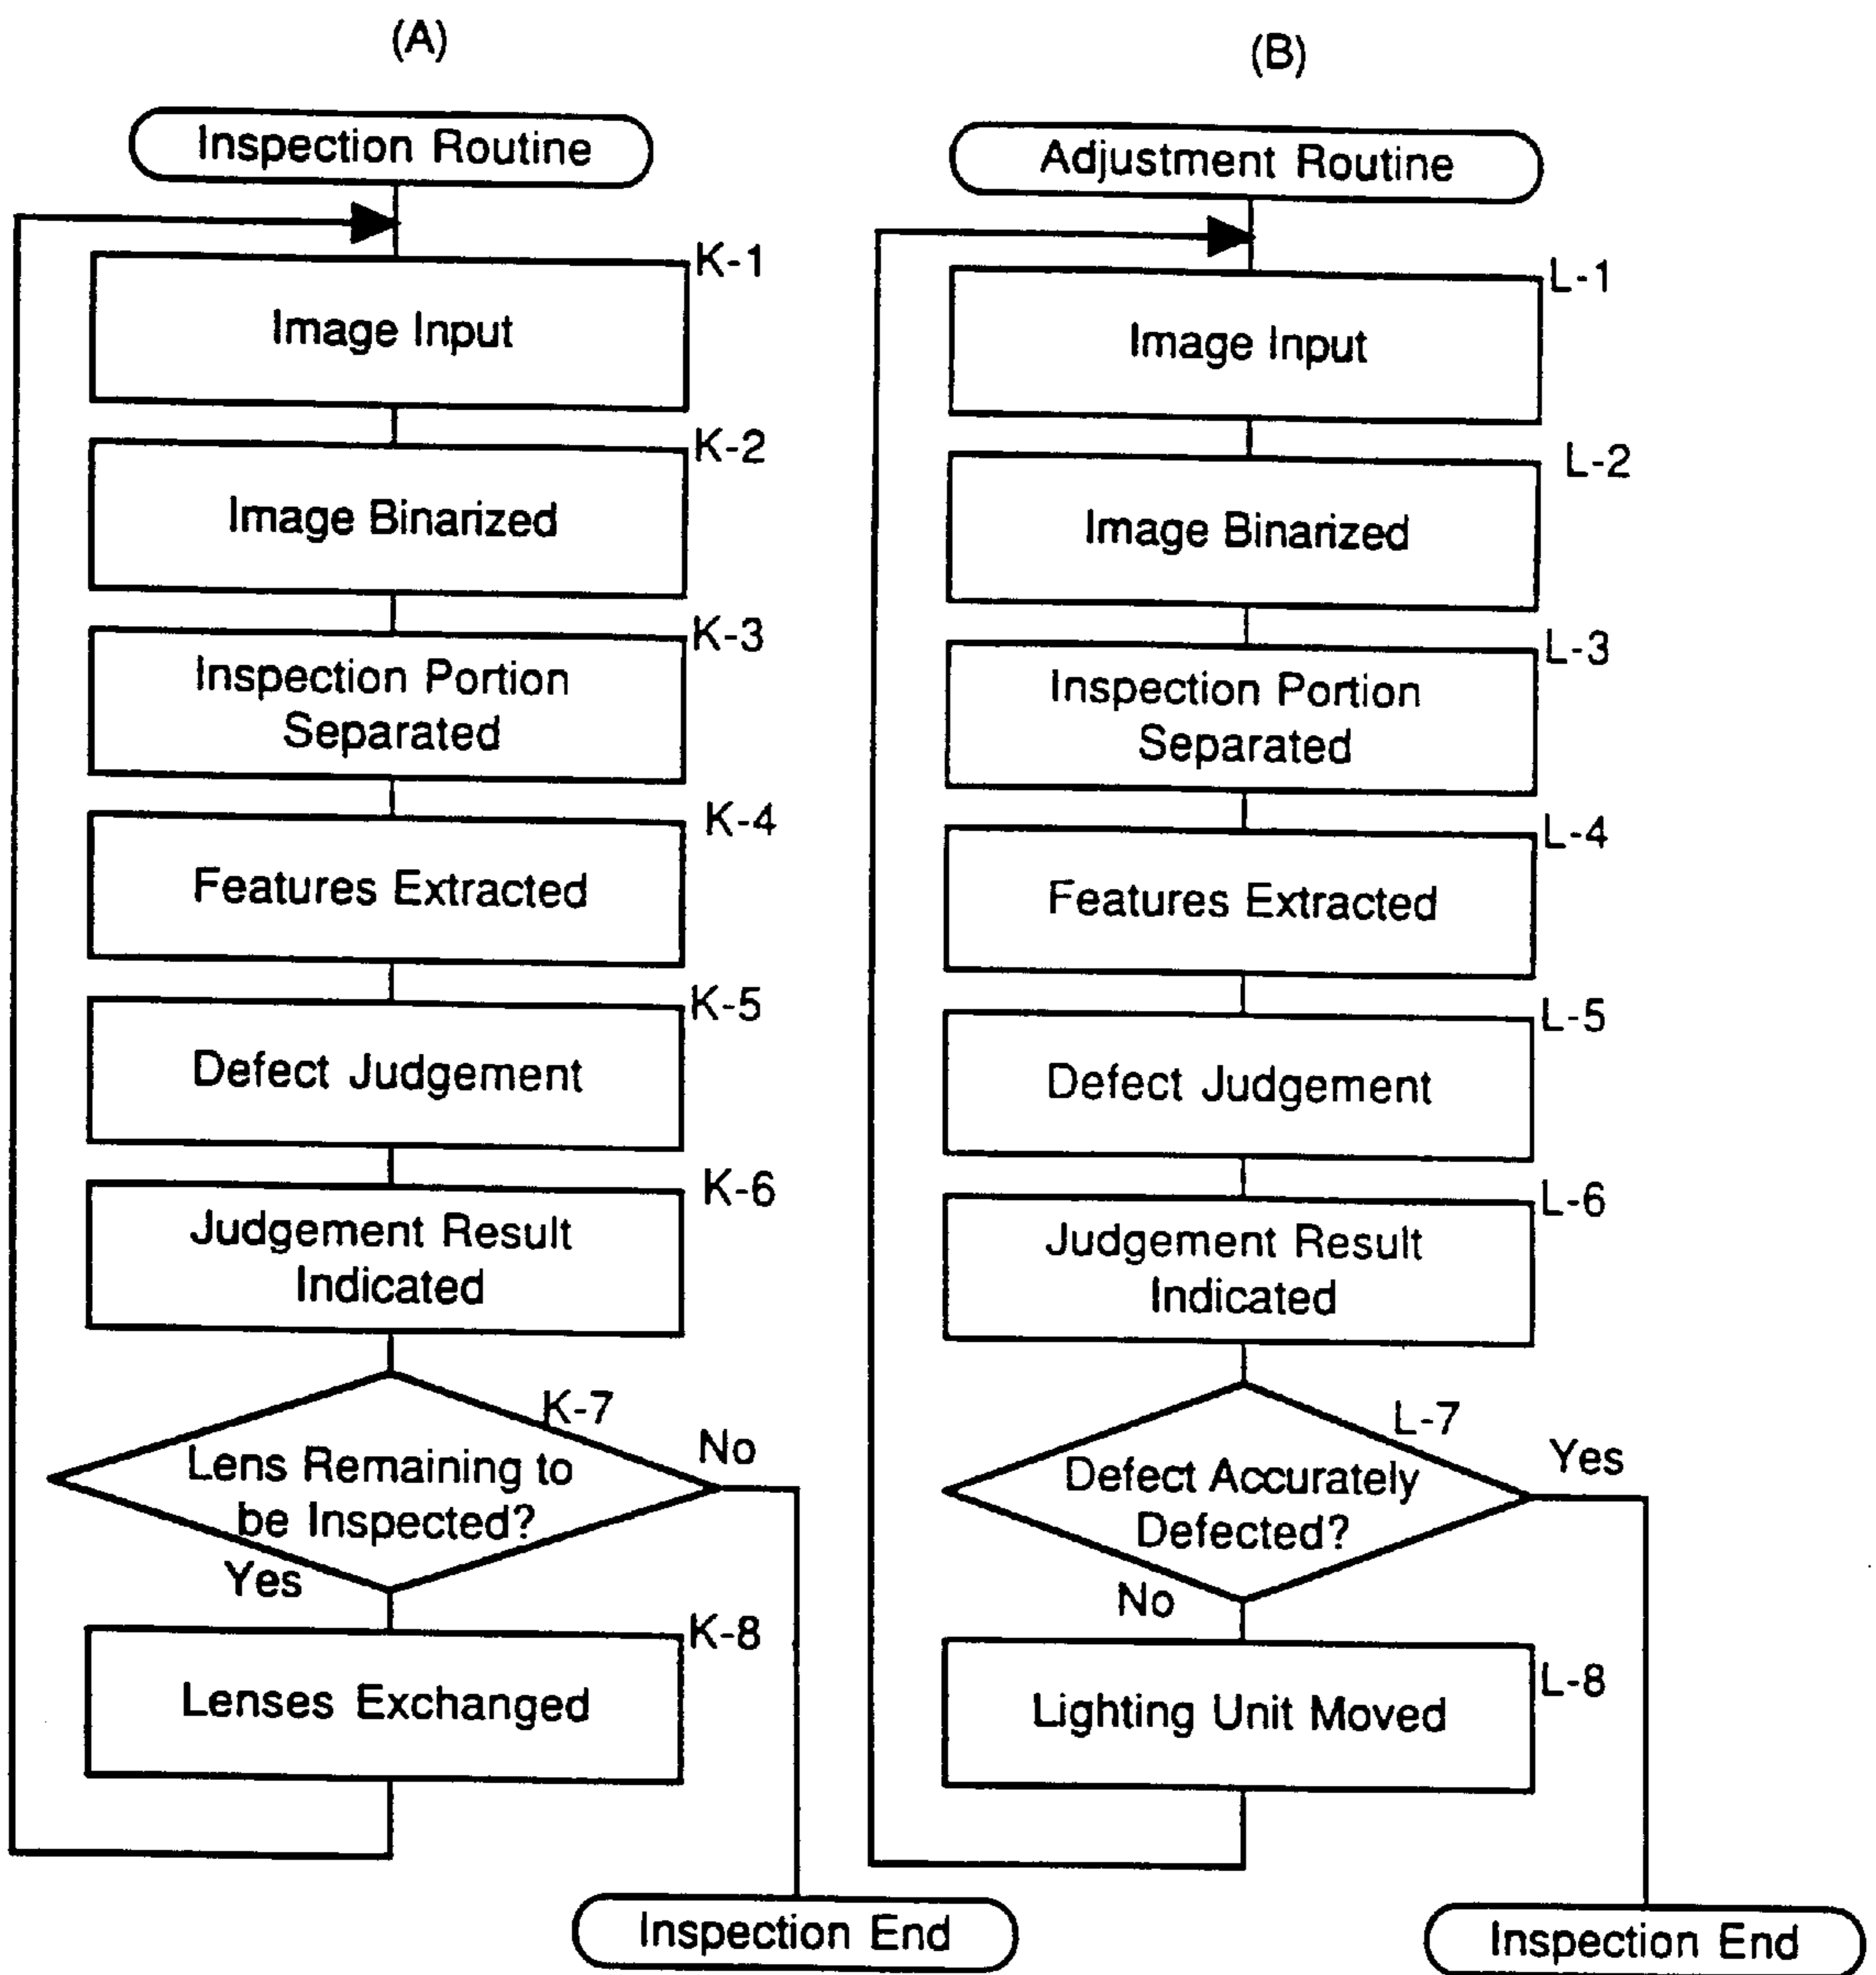 (A)
Inspection Routine
K-1
Image Input
K-2
Image Binarized
K-3
Inspection Portion
Separated
K-4
Features Extracted
K-5
Defect Judgement
K-6
Judgement Result
Indicated
K-7
Lens Remaining to
be Inspected?
No
Yes
K-8
Lenses Exchanged
Inspection End
(B)
Adjustment Routine
L-1
Image Input
L-2
Image Binarized
L-3
Inspection Portion
Separated
L-4
Features Extracted
L-5
Defect Judgement
L-6
Judgement Result
Indicated
L-7
Defect Accurately
Defected?
Yes
No
L-8
Lighting Unit Moved
Inspection End